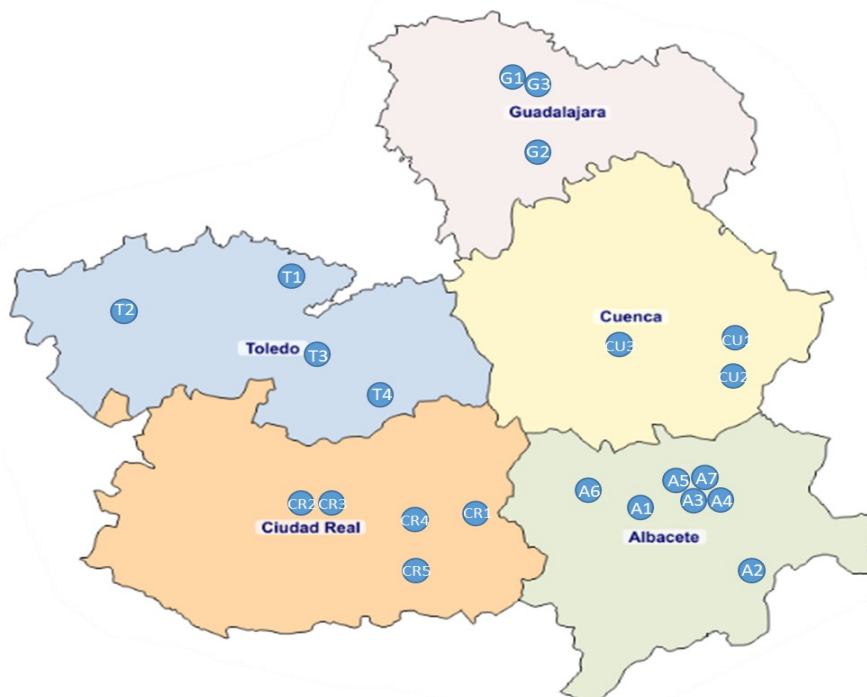 G1
G3
Guadalajara
G2
T1
T2
Cuenca
CU1
CU3
Toledo
T3
CU2
T4
A7
A5
A6
CR2
CR3
A3
A4
A1
CR1
CR4
Ciudad Real
Albacete
CR5
A2